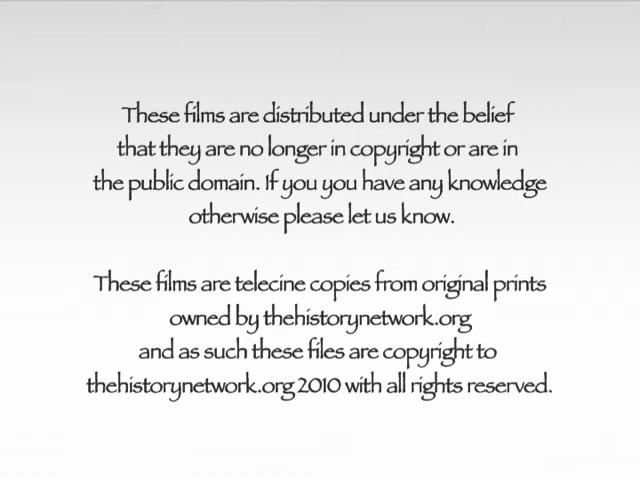 These films are distributed under the belief
that they are no longer in copyright or are in
the public domain. If you you have any knowledge
otherwise please let us know.
These films are telecine copies from original prints
owned by thehistorynetwork.org
and as such these files are copyright to
thehistorynetwork.org 2010 with all rights reserved.